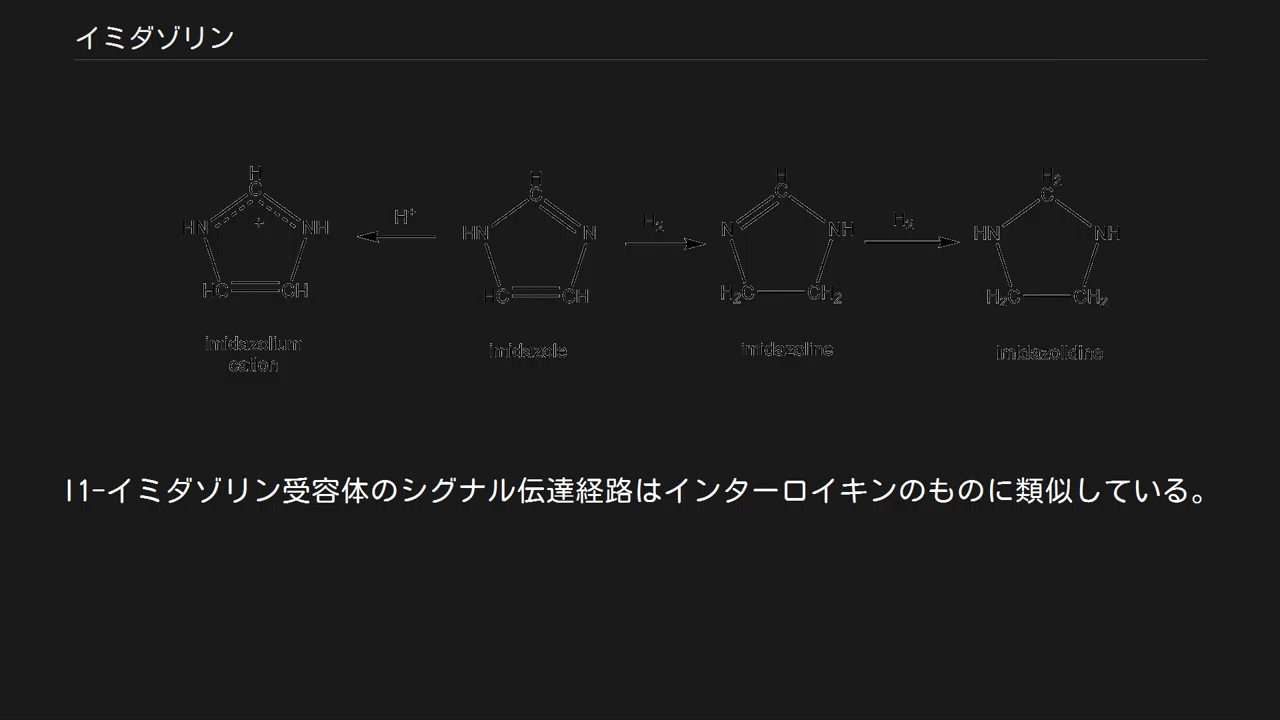 イミダゾリン
H
C
HN + NH
HC CH
H+
H
C
HN N
HC CH
H2
H
C
N NH
H2C CH2
H2
H2
C
HN NH
H2C CH2
imidazolium
cation
imidazole
imidazoline
imidazolidine
I1-イミダゾリン受容体のシグナル伝達経路はインターロイキンのものに類似している。